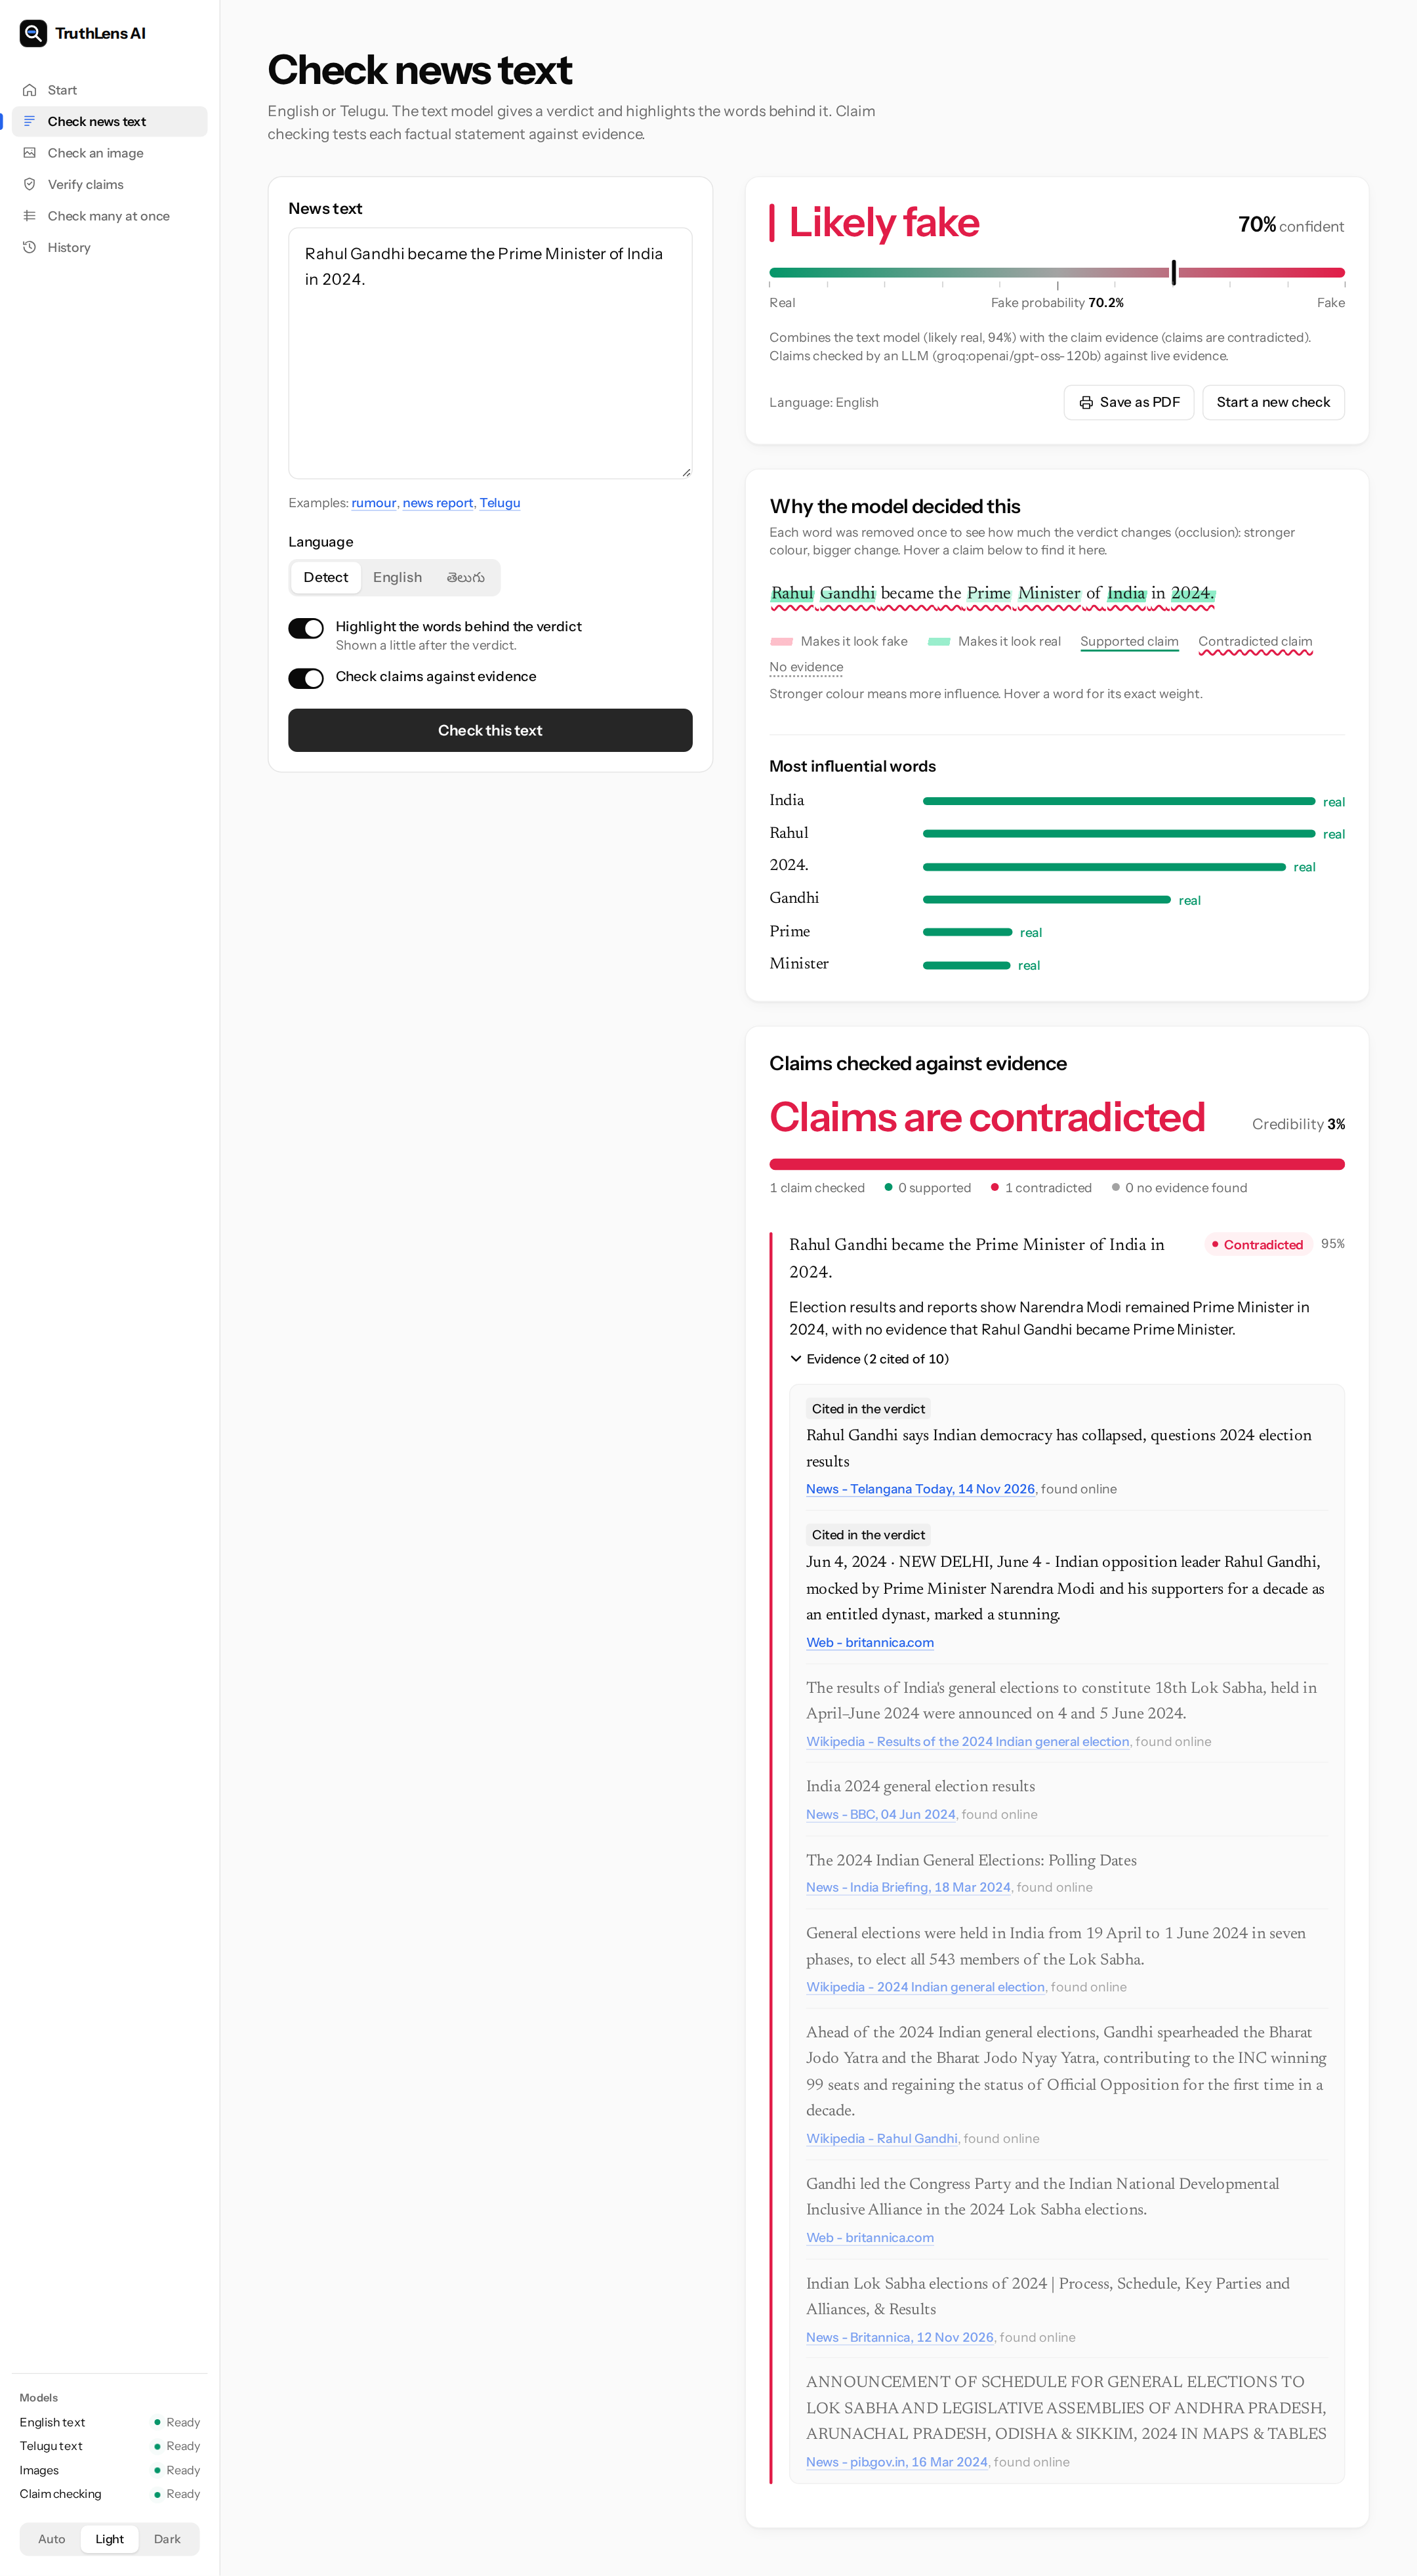 TruthLens AI
Start
Check news text
Check an image
Verify claims
Check many at once
History
Check news text
English or Telugu. The text model gives a verdict and highlights the words behind it. Claim
checking tests each factual statement against evidence.
News text
Rahul Gandhi became the Prime Minister of India
in 2024.
Examples: rumour, news report, Telugu
Language
Detect English తెలుగు
Highlight the words behind the verdict
Shown a little after the verdict.
Check claims against evidence
Check this text
Likely fake
70% confident
Real Fake probability 70.2% Fake
Combines the text model (likely real, 94%) with the claim evidence (claims are contradicted).
Claims checked by an LLM (groq:openai/gpt-oss-120b) against live evidence.
Language: English
Save as PDF
Start a new check
Why the model decided this
Each word was removed once to see how much the verdict changes (occlusion): stronger
colour, bigger change. Hover a claim below to find it here.
Rahul Gandhi became the Prime Minister of India in 2024.
Makes it look fake Makes it look real Supported claim Contradicted claim
No evidence
Stronger colour means more influence. Hover a word for its exact weight.
Most influential words
India real
Rahul real
2024. real
Gandhi real
Prime real
Minister real
Claims checked against evidence
Claims are contradicted
Credibility 3%
1 claim checked 0 supported 1 contradicted 0 no evidence found
Rahul Gandhi became the Prime Minister of India in
2024.
Contradicted 95%
Election results and reports show Narendra Modi remained Prime Minister in
2024, with no evidence that Rahul Gandhi became Prime Minister.
Evidence (2 cited of 10)
Cited in the verdict
Rahul Gandhi says Indian democracy has collapsed, questions 2024 election
results
News - Telangana Today, 14 Nov 2026, found online
Cited in the verdict
Jun 4, 2024 · NEW DELHI, June 4 - Indian opposition leader Rahul Gandhi,
mocked by Prime Minister Narendra Modi and his supporters for a decade as
an entitled dynast, marked a stunning.
Web - britannica.com
The results of India's general elections to constitute 18th Lok Sabha, held in
April–June 2024 were announced on 4 and 5 June 2024.
Wikipedia - Results of the 2024 Indian general election, found online
India 2024 general election results
News - BBC, 04 Jun 2024, found online
The 2024 Indian General Elections: Polling Dates
News - India Briefing, 18 Mar 2024, found online
General elections were held in India from 19 April to 1 June 2024 in seven
phases, to elect all 543 members of the Lok Sabha.
Wikipedia - 2024 Indian general election, found online
Ahead of the 2024 Indian general elections, Gandhi spearheaded the Bharat
Jodo Yatra and the Bharat Jodo Nyay Yatra, contributing to the INC winning
99 seats and regaining the status of Official Opposition for the first time in a
decade.
Wikipedia - Rahul Gandhi, found online
Gandhi led the Congress Party and the Indian National Developmental
Inclusive Alliance in the 2024 Lok Sabha elections.
Web - britannica.com
Indian Lok Sabha elections of 2024 | Process, Schedule, Key Parties and
Alliances, & Results
News - Britannica, 12 Nov 2026, found online
ANNOUNCEMENT OF SCHEDULE FOR GENERAL ELECTIONS TO
LOK SABHA AND LEGISLATIVE ASSEMBLIES OF ANDHRA PRADESH,
ARUNACHAL PRADESH, ODISHA & SIKKIM, 2024 IN MAPS & TABLES
News - pib.gov.in, 16 Mar 2024, found online
Models
English text Ready
Telugu text Ready
Images Ready
Claim checking Ready
Auto Light Dark